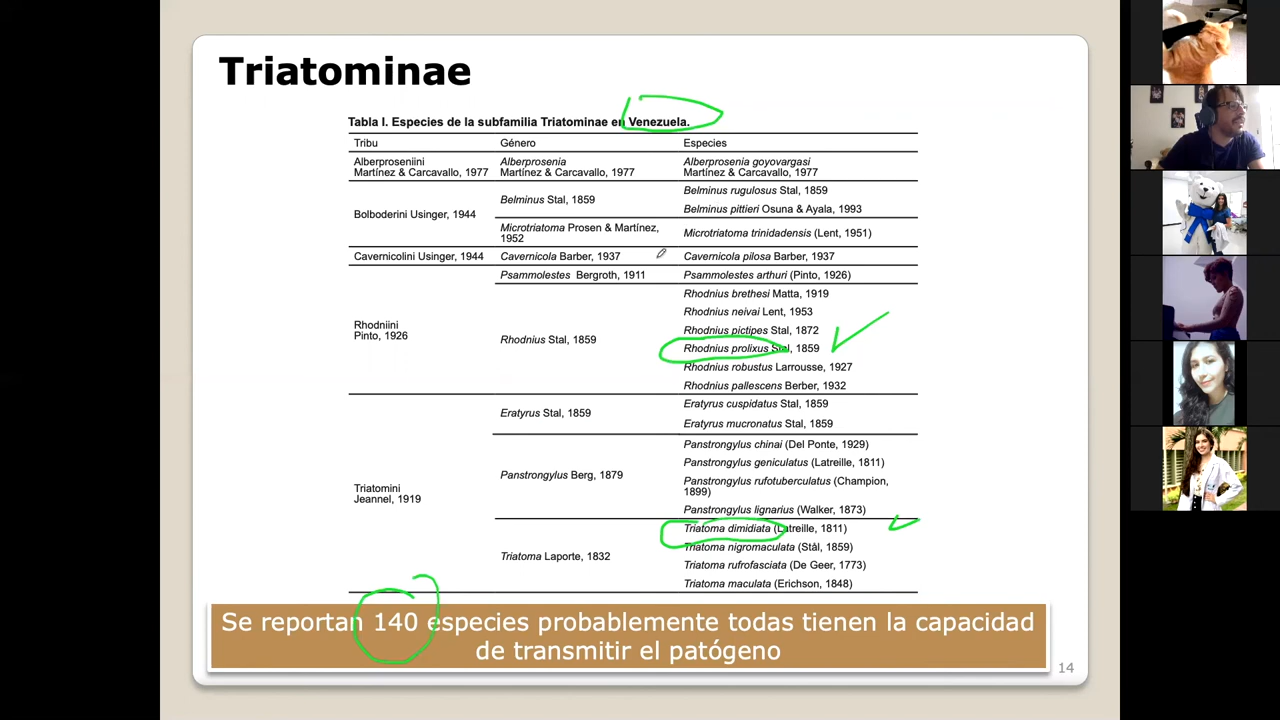 Triatominae
Tabla I. Especies de la subfamilia Triatominae en Venezuela.
Tribu Género Especies
Alberproseniini Alberprosenia Alberprosenia goyovargasi
Martínez & Carcavallo, 1977 Martínez & Carcavallo, 1977 Martínez & Carcavallo, 1977
Bolboderini Usinger, 1944
Belminus Stal, 1859
Belminus rugulosus Stal, 1859
Belminus pittieri Osuna & Ayala, 1993
Microtriatoma Prosen & Martínez,
1952
Microtriatoma trinidadensis (Lent, 1951)
Cavernicolini Usinger, 1944 Cavernicola Barber, 1937 Cavernicola pilosa Barber, 1937
Rhodniini
Pinto, 1926
Psammolestes Bergroth, 1911 Psammolestes arthuri (Pinto, 1926)
Rhodnius Stal, 1859
Rhodnius brethesi Matta, 1919
Rhodnius neivai Lent, 1953
Rhodnius pictipes Stal, 1872
Rhodnius prolixus Stal, 1859
Rhodnius robustus Larrousse, 1927
Rhodnius pallescens Berber, 1932
Triatomini
Jeannel, 1919
Eratyrus Stal, 1859
Eratyrus cuspidatus Stal, 1859
Eratyrus mucronatus Stal, 1859
Panstrongylus Berg, 1879
Panstrongylus chinai (Del Ponte, 1929)
Panstrongylus geniculatus (Latreille, 1811)
Panstrongylus rufotuberculatus (Champion,
1899)
Panstrongylus lignarius (Walker, 1873)
Triatoma Laporte, 1832
Triatoma dimidiata (Latreille, 1811)
Triatoma nigromaculata (Stål, 1859)
Triatoma rufrofasciata (De Geer, 1773)
Triatoma maculata (Erichson, 1848)
Se reportan 140 especies probablemente todas tienen la capacidad
de transmitir el patógeno
14